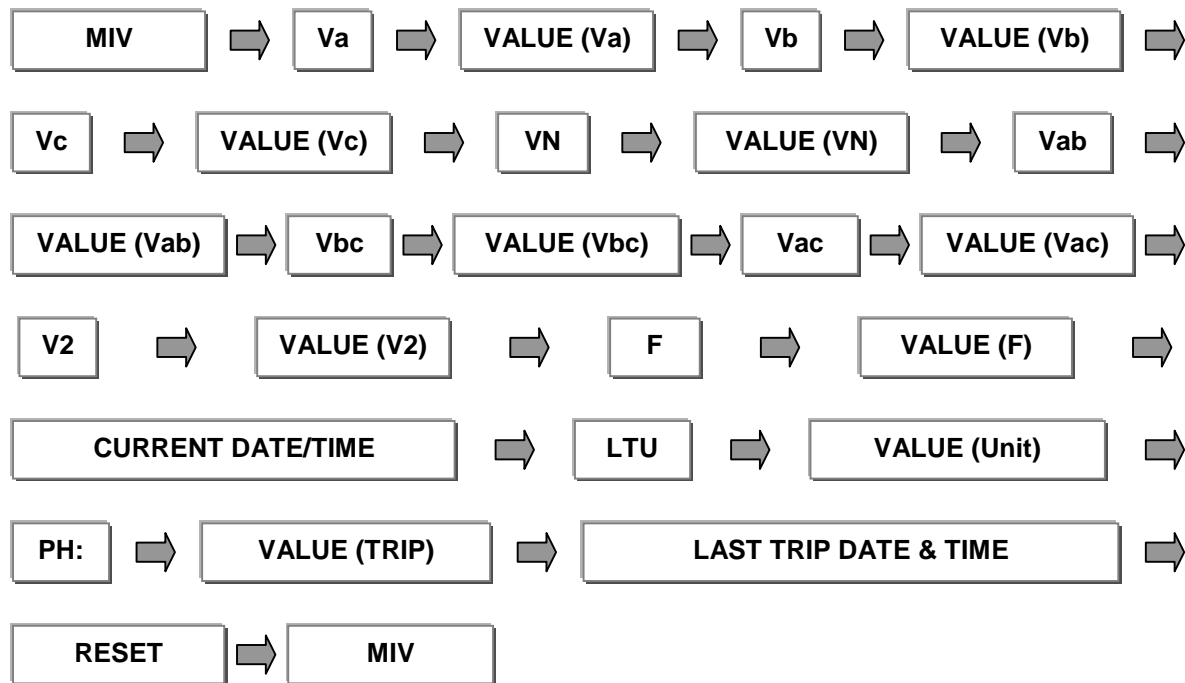 MIV Va VALUE (Va) Vb VALUE (Vb)
Vc VALUE (Vc) VN VALUE (VN) Vab
VALUE (Vab) Vbc VALUE (Vbc) Vac VALUE (Vac)
V2 VALUE (V2) F VALUE (F)
CURRENT DATE/TIME LTU VALUE (Unit)
PH: VALUE (TRIP) LAST TRIP DATE & TIME
RESET MIV